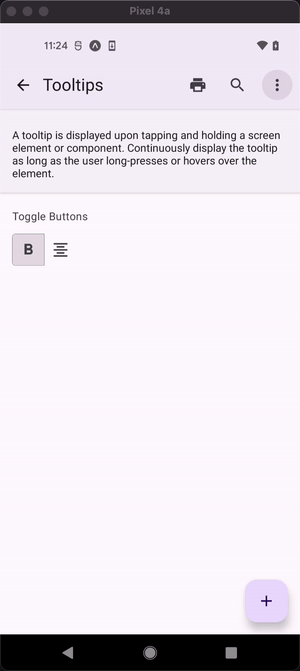 Pixel 4a
11:24
Tooltips
A tooltip is displayed upon tapping and holding a screen
element or component. Continuously display the tooltip
as long as the user long-presses or hovers over the
element.
Toggle Buttons
B